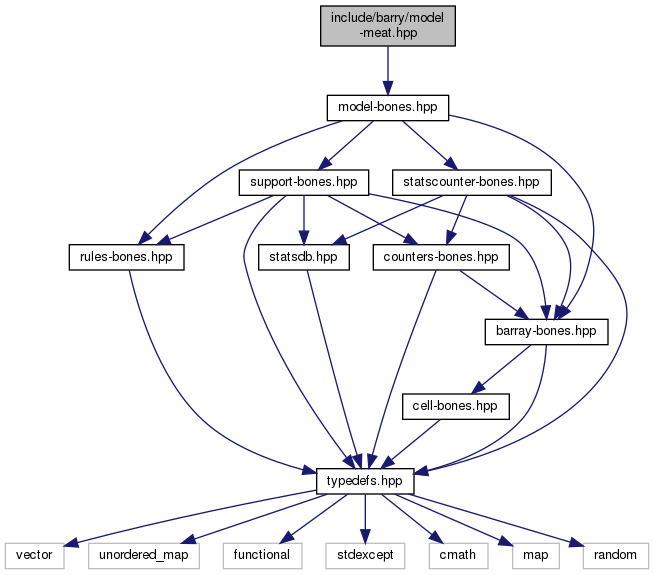 include/barry/model
-meat.hpp
model-bones.hpp
support-bones.hpp
statscounter-bones.hpp
rules-bones.hpp
statsdb.hpp
counters-bones.hpp
barray-bones.hpp
cell-bones.hpp
typedefs.hpp
vector
unordered_map
functional
stdexcept
cmath
map
random